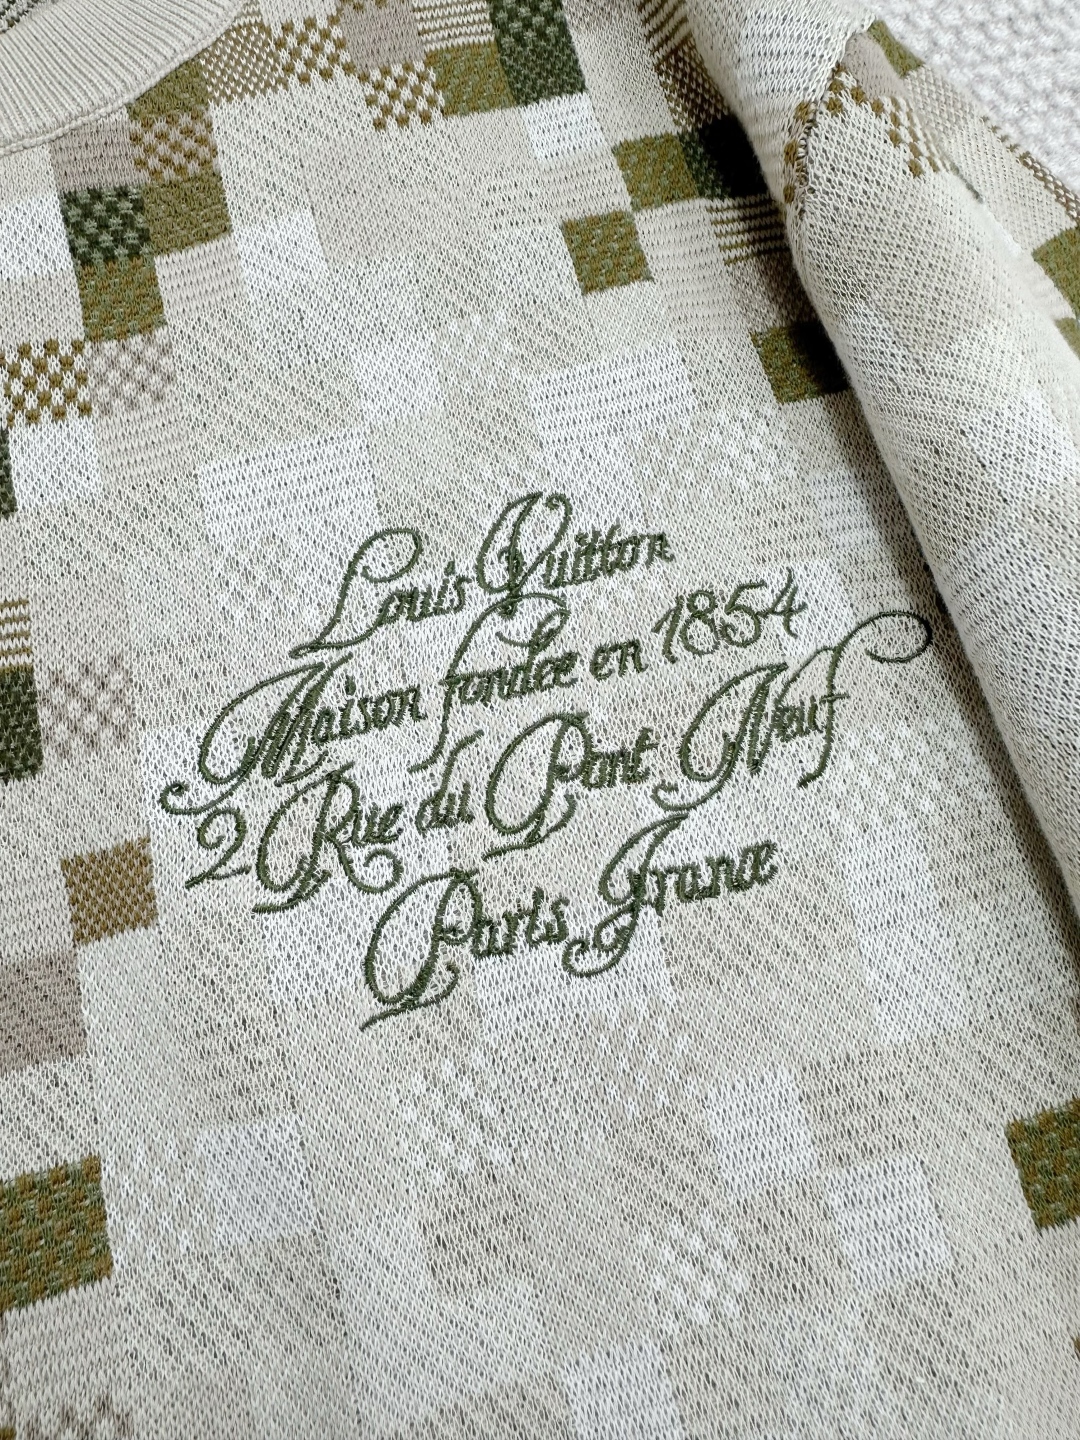 Louis Vuitton
Maison fondee en 1854
2 Rue du Pont Neuf
Paris, France